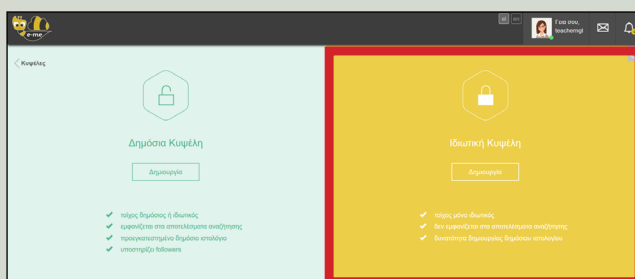 e-me
el en
Γεια σου,
teacherngl
Κυψέλες
Δημόσια Κυψέλη
Δημιουργία
τοίχος δημόσιος ή ιδιωτικός
εμφανίζεται στα αποτελέσματα αναζήτησης
προεγκατεστημένο δημόσιο ιστολόγιο
υποστηρίζει followers
Ιδιωτική Κυψέλη
Δημιουργία
τοίχος μόνο ιδιωτικός
δεν εμφανίζεται στα αποτελέσματα αναζήτησης
δυνατότητα δημιουργίας δημόσιου ιστολογίου